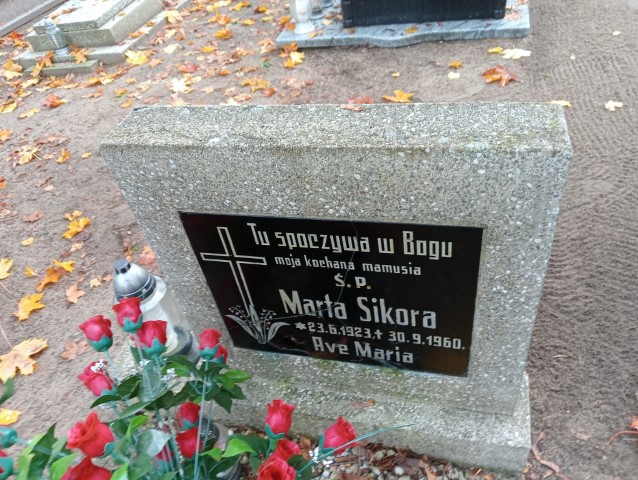 Tu spoczywa w Bogu
moja kochana mamusia
Ś.P.
Marta Sikora
*23.6.1923,✝ 30.9.1960.
Ave Maria